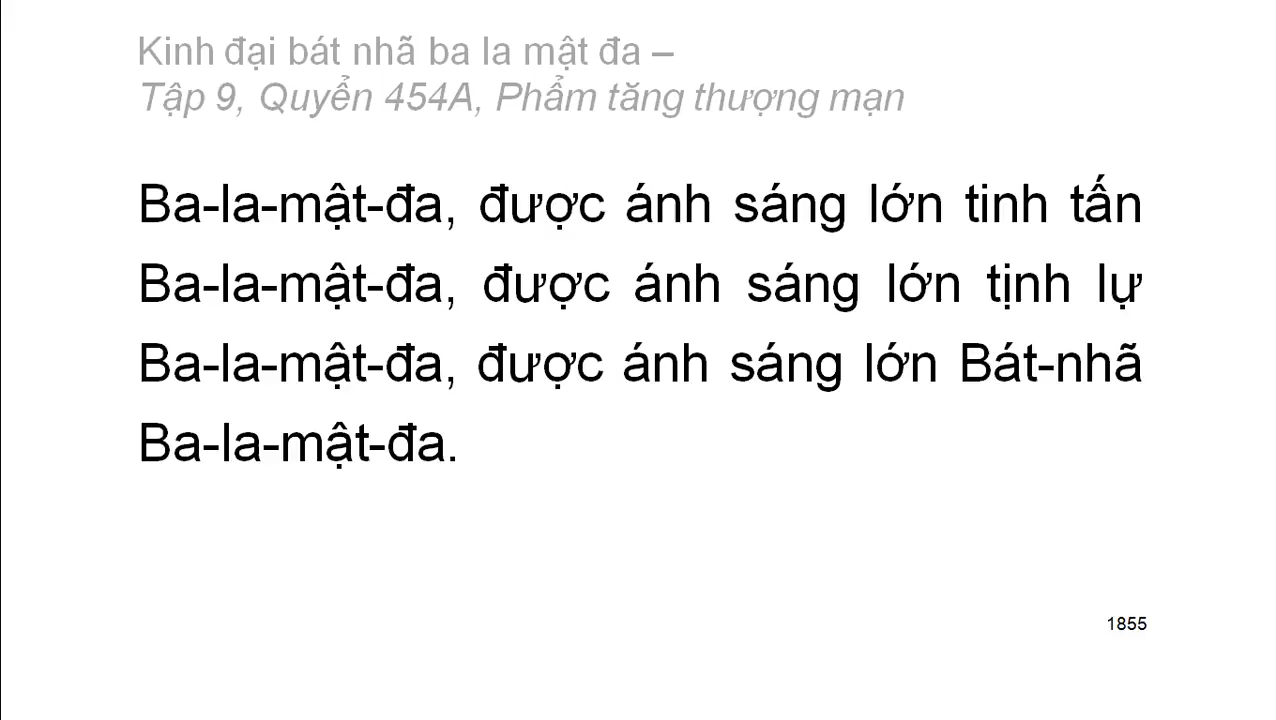 Kinh đại bát nhã ba la mật đa –
Tập 9, Quyển 454A, Phẩm tăng thượng mạn
Ba-la-mật-đa, được ánh sáng lớn tinh tấn
Ba-la-mật-đa, được ánh sáng lớn tịnh lự
Ba-la-mật-đa, được ánh sáng lớn Bát-nhã
Ba-la-mật-đa.
1855